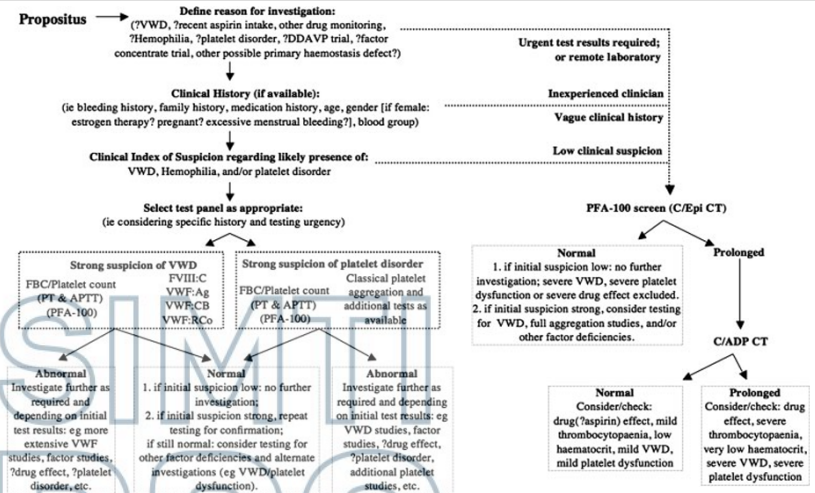 Propositus
Define reason for investigation:
(?VWD, ?recent aspirin intake, other drug monitoring,
?Hemophilia, ?platelet disorder, ?DDAVP trial, ?factor
concentrate trial, other possible primary haemostasis defect?)
Urgent test results required;
or remote laboratory
Clinical History (if available):
(ie bleeding history, family history, medication history, age, gender [if female:
estrogen therapy? pregnant? excessive menstrual bleeding?], blood group)
Inexperienced clinician
Vague clinical history
Clinical Index of Suspicion regarding likely presence of:
VWD, Hemophilia, and/or platelet disorder
Low clinical suspicion
Select test panel as appropriate:
(ie considering specific history and testing urgency)
PFA-100 screen (C/Epi CT)
Strong suspicion of VWD
FBC/Platelet count
(PT & APTT)
(PFA-100)
FVIII:C
VWF:Ag
VWF:CB
VWF:RCo
Strong suspicion of platelet disorder
FBC/Platelet count
(PT & APTT)
(PFA-100)
Classical platelet
aggregation and
additional tests as
available
Normal
1. if initial suspicion low: no further
investigation; severe VWD, severe platelet
dysfunction or severe drug effect excluded.
2. if initial suspicion strong, consider testing
for VWD, full aggregation studies, and/or
other factor deficiencies.
Prolonged
C/ADP CT
Abnormal
Investigate further as
required and
depending on initial
test results: eg more
extensive VWF
studies, factor studies,
?drug effect, ?platelet
disorder, etc.
Normal
1. if initial suspicion low: no further
investigation;
2. if initial suspicion strong, repeat
testing for confirmation;
if still normal: consider testing for
other factor deficiencies and alternate
investigations (eg VWD/platelet
dysfunction).
Abnormal
Investigate further as
required and depending
on initial test results: eg
VWD studies, factor
studies, ?drug effect,
?platelet disorder,
additional platelet
studies, etc.
Normal
Consider/check:
drug(?aspirin) effect, mild
thrombocytopaenia, low
haematocrit, mild VWD,
mild platelet dysfunction
Prolonged
Consider/check: drug
effect, severe
thrombocytopaenia,
very low haematocrit,
severe VWD, severe
platelet dysfunction
SIMTI